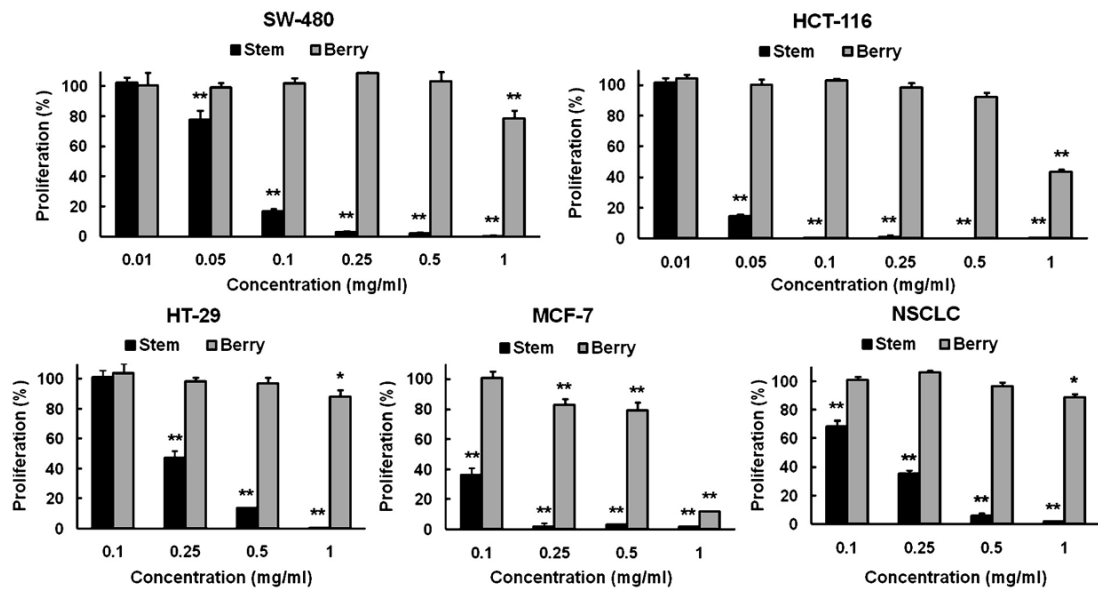 SW-480
Stem Berry
Proliferation (%)
100
80
60
40
20
0
**
**
**
**
**
**
0.01 0.05 0.1 0.25 0.5 1
Concentration (mg/ml)
HCT-116
Stem Berry
Proliferation (%)
100
80
60
40
20
0
**
**
**
**
**
**
0.01 0.05 0.1 0.25 0.5 1
Concentration (mg/ml)
HT-29
Stem Berry
Proliferation (%)
100
80
60
40
20
0
**
**
**
*
0.1 0.25 0.5 1
Concentration (mg/ml)
MCF-7
Stem Berry
Proliferation (%)
100
80
60
40
20
0
**
**
**
**
**
**
**
0.1 0.25 0.5 1
Concentration (mg/ml)
NSCLC
Stem Berry
Proliferation (%)
100
80
60
40
20
0
**
**
**
**
*
0.1 0.25 0.5 1
Concentration (mg/ml)